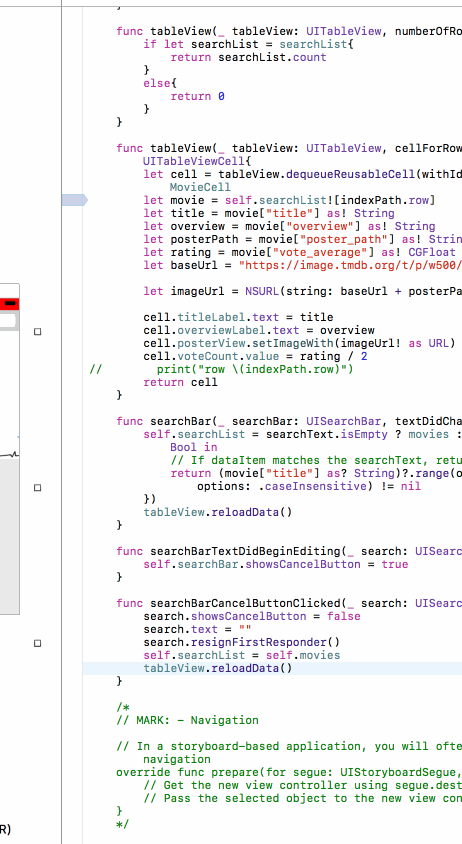 }
func tableView(_ tableView: UITableView, numberOfRo
if let searchList = searchList{
return searchList.count
}
else{
return 0
}
}
func tableView(_ tableView: UITableView, cellForRow
UITableViewCell{
let cell = tableView.dequeueReusableCell(withId
MovieCell
let movie = self.searchList![indexPath.row]
let title = movie["title"] as! String
let overview = movie["overview"] as! String
let posterPath = movie["poster_path"] as! Strin
let rating = movie["vote_average"] as! CGFloat
let baseUrl = "https://image.tmdb.org/t/p/w500/
let imageUrl = NSURL(string: baseUrl + posterPa
cell.titleLabel.text = title
cell.overviewLabel.text = overview
cell.posterView.setImageWith(imageUrl! as URL)
cell.voteCount.value = rating / 2
// print("row \(indexPath.row)")
return cell
}
func searchBar(_ searchBar: UISearchBar, textDidCha
self.searchList = searchText.isEmpty ? movies :
Bool in
// If dataItem matches the searchText, retu
return (movie["title"] as? String)?.range(o
options: .caseInsensitive) != nil
})
tableView.reloadData()
}
func searchBarTextDidBeginEditing(_ search: UISearc
self.searchBar.showsCancelButton = true
}
func searchBarCancelButtonClicked(_ search: UISearc
search.showsCancelButton = false
search.text = ""
search.resignFirstResponder()
self.searchList = self.movies
tableView.reloadData()
}
/*
// MARK: - Navigation
// In a storyboard-based application, you will ofte
navigation
override func prepare(for segue: UIStoryboardSegue,
// Get the new view controller using segue.dest
// Pass the selected object to the new view con
}
*/
R)